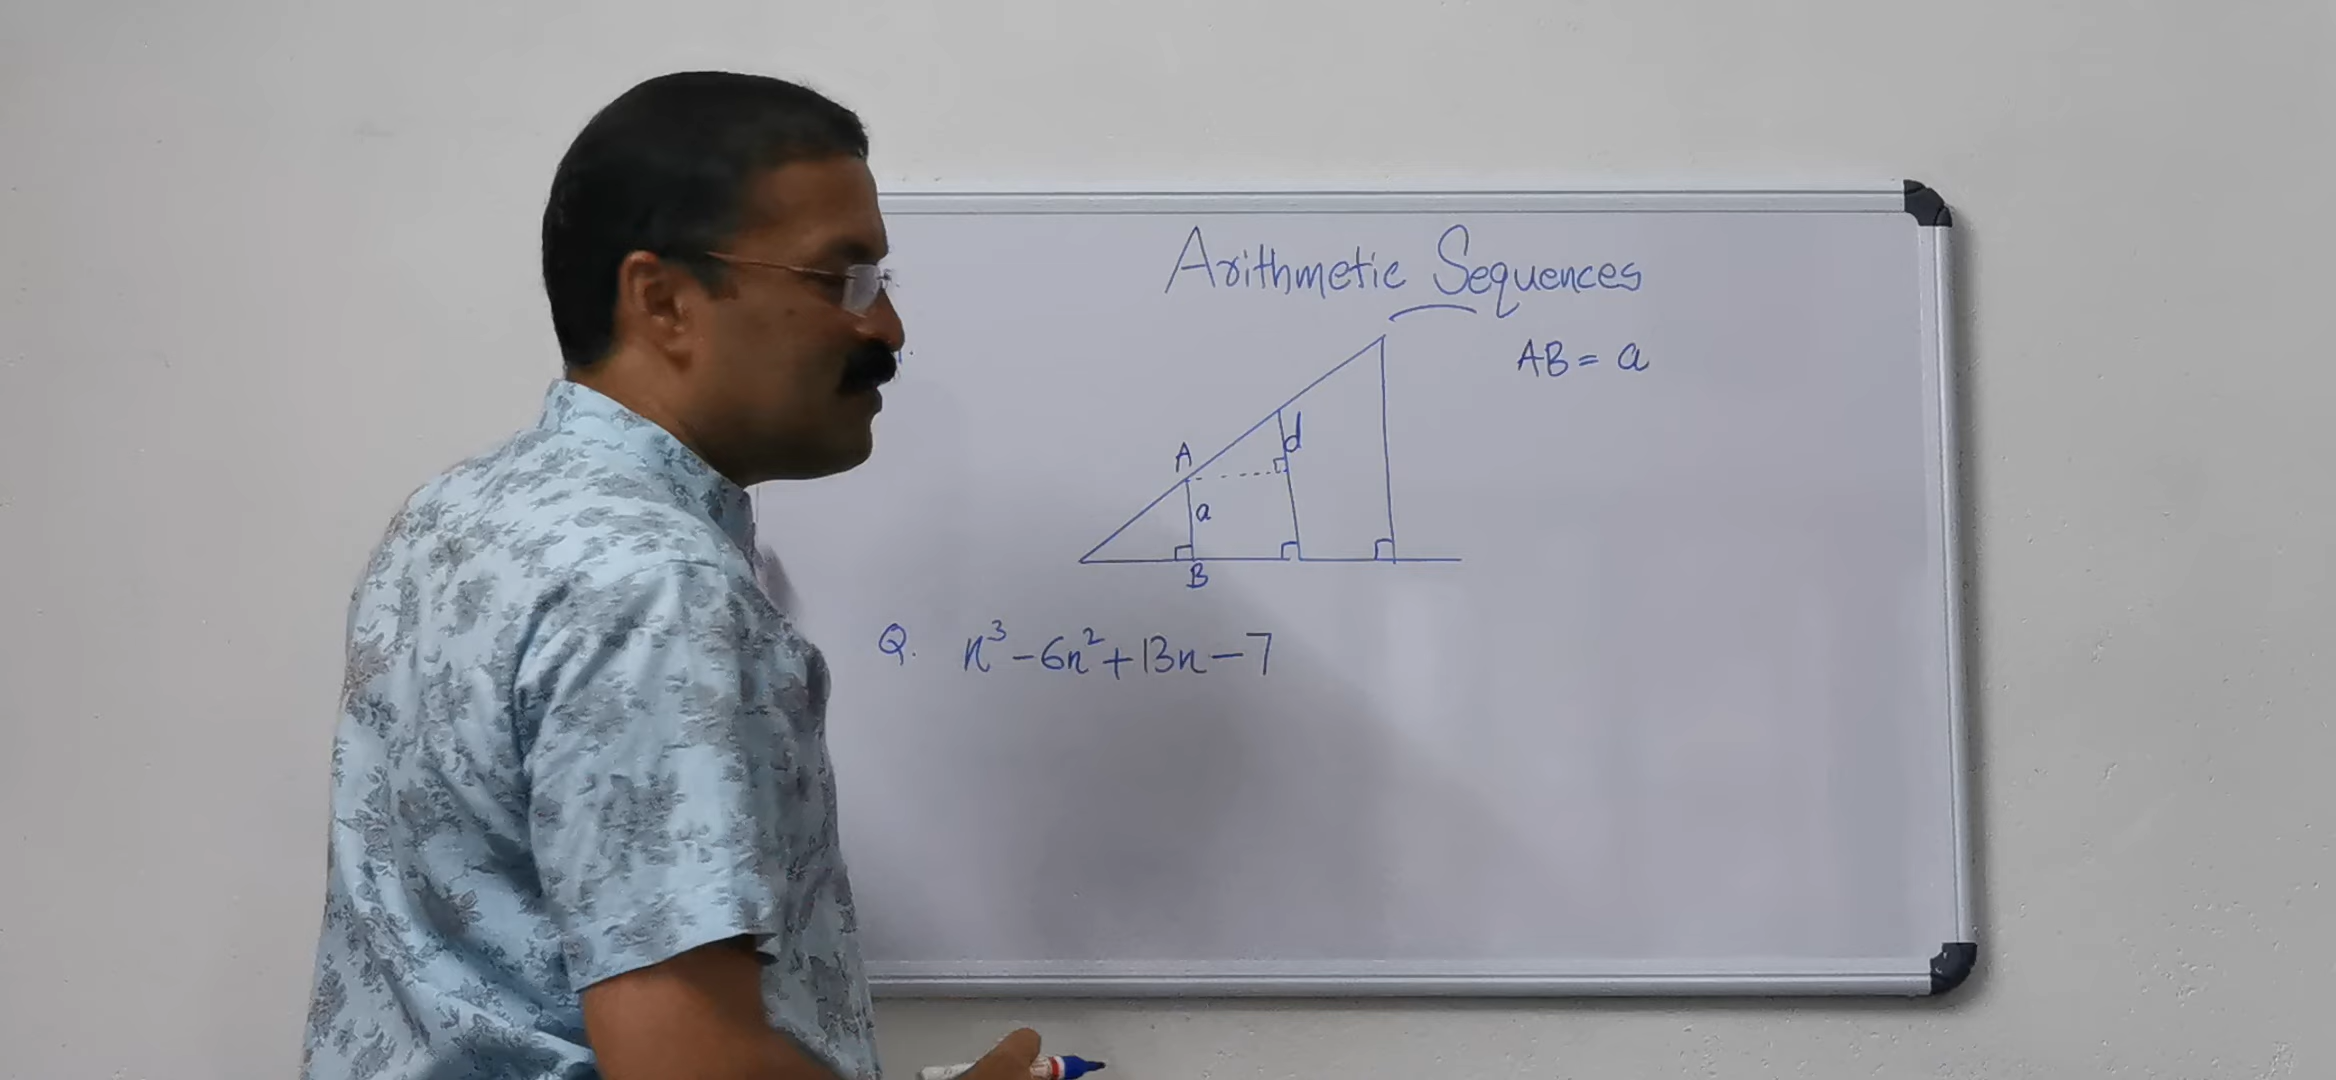 Arithmetic Sequences
AB = a
d
A
a
B
Q. n³ - 6n² + 13n - 7